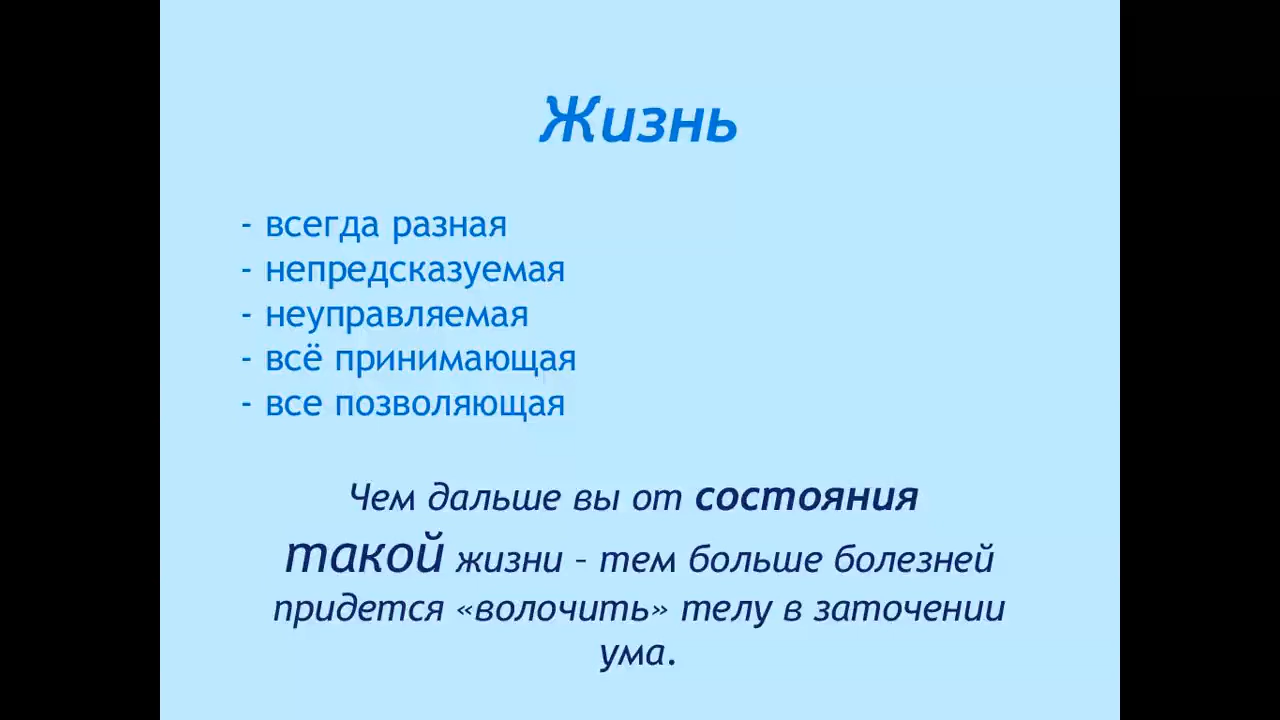 Жизнь
- всегда разная
- непредсказуемая
- неуправляемая
- всё принимающая
- все позволяющая
Чем дальше вы от состояния
такой жизни – тем больше болезней
придется «волочить» телу в заточении
ума.